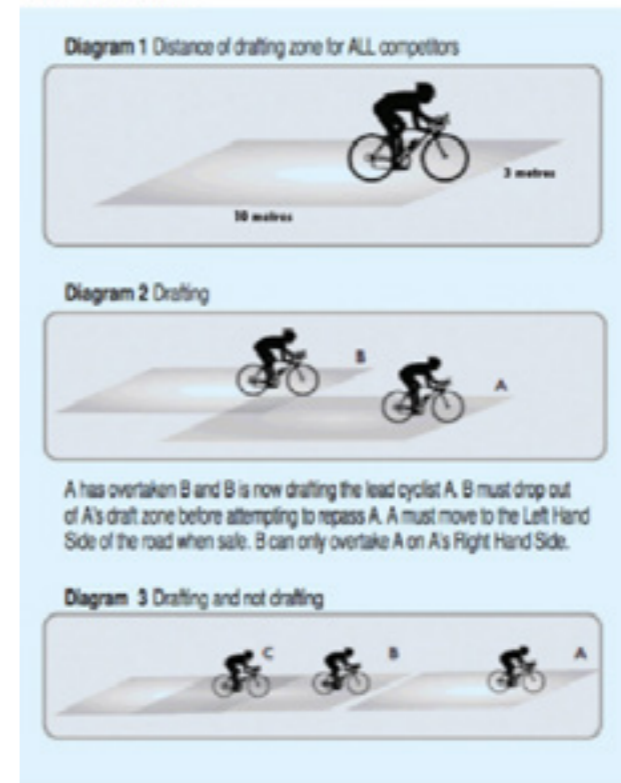 Diagram 1 Distance of drafting zone for ALL competitors
3 metres
10 metres
Diagram 2 Drafting
B
A
A has overtaken B and B is now drafting the lead cyclist A. B must drop out
of A's draft zone before attempting to repass A. A must move to the Left Hand
Side of the road when safe. B can only overtake A on A's Right Hand Side.
Diagram 3 Drafting and not drafting
C B A